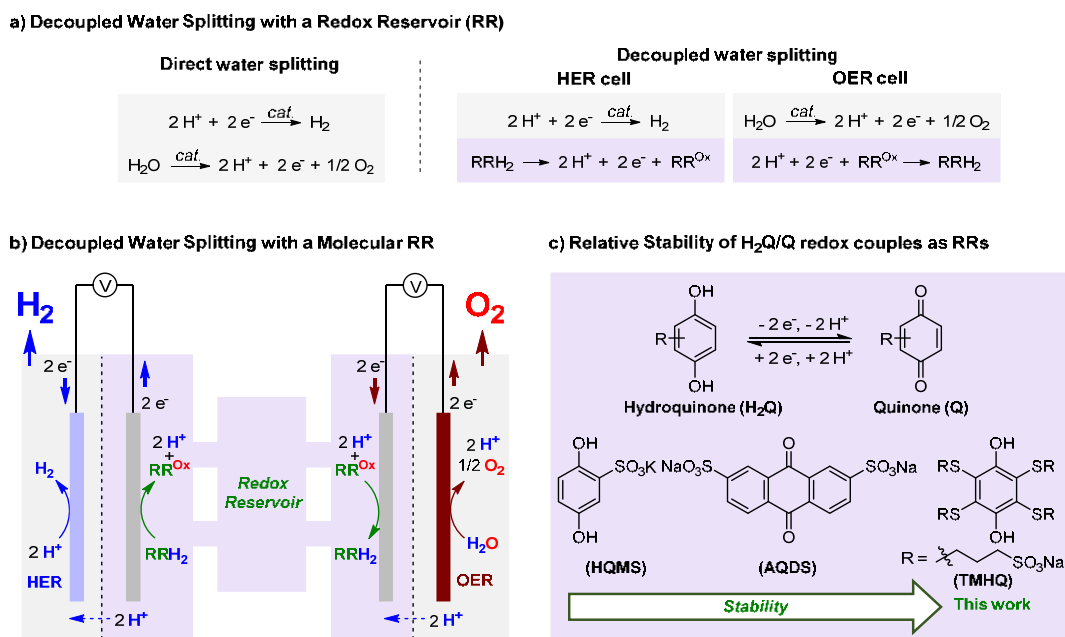 a) Decoupled Water Splitting with a Redox Reservoir (RR)
Direct water splitting
2 H⁺ + 2 e⁻ cat. H₂
H₂O cat. 2 H⁺ + 2 e⁻ + 1/2 O₂
Decoupled water splitting
HER cell
OER cell
2 H⁺ + 2 e⁻ cat. H₂
H₂O cat. 2 H⁺ + 2 e⁻ + 1/2 O₂
RRH₂ → 2 H⁺ + 2 e⁻ + RRᴼˣ
2 H⁺ + 2 e⁻ + RRᴼˣ → RRH₂
b) Decoupled Water Splitting with a Molecular RR
V
V
H₂
O₂
2 e⁻
2 e⁻
2 e⁻
2 e⁻
H₂
2 H⁺
HER
2 H⁺
+
RRᴼˣ
RRH₂
2 H⁺
Redox
Reservoir
2 H⁺
+
RRᴼˣ
RRH₂
2 H⁺
1/2 O₂
H₂O
OER
2 H⁺
c) Relative Stability of H₂Q/Q redox couples as RRs
OH
R
OH
Hydroquinone (H₂Q)
- 2 e⁻, - 2 H⁺
+ 2 e⁻, + 2 H⁺
O
R
O
Quinone (Q)
OH
SO₃K
OH
(HQMS)
NaO₃S
O
SO₃Na
O
(AQDS)
OH
RS
SR
RS
SR
OH
R =
SO₃Na
(TMHQ)
Stability
This work